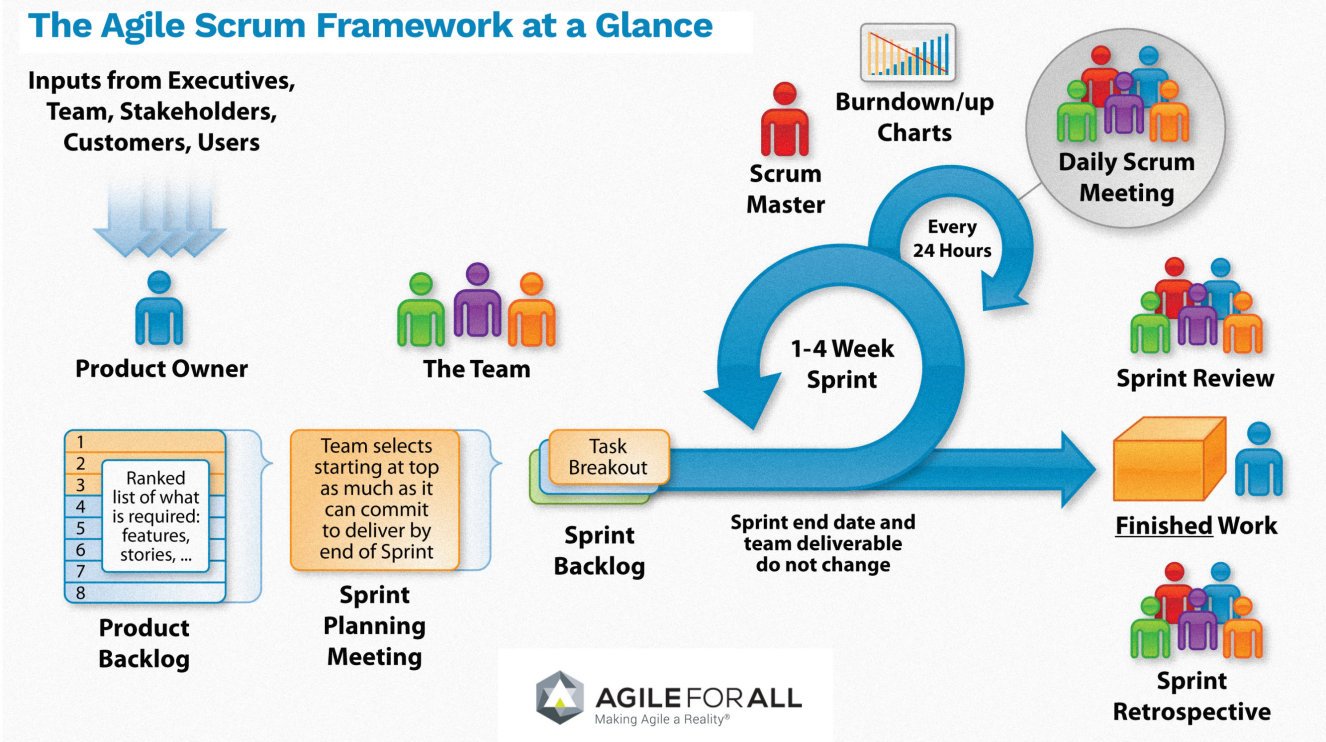 The Agile Scrum Framework at a Glance
Inputs from Executives,
Team, Stakeholders,
Customers, Users
Product Owner
The Team
Scrum
Master
Burndown/up
Charts
Daily Scrum
Meeting
Every
24 Hours
1-4 Week
Sprint
Sprint Review
1
2
3
4
5
6
7
8
Ranked
list of what
is required:
features,
stories, ...
Product
Backlog
Team selects
starting at top
as much as it
can commit
to deliver by
end of Sprint
Sprint
Planning
Meeting
Task
Breakout
Sprint
Backlog
Sprint end date and
team deliverable
do not change
Finished Work
Sprint
Retrospective
AGILE FOR ALL
Making Agile a Reality®